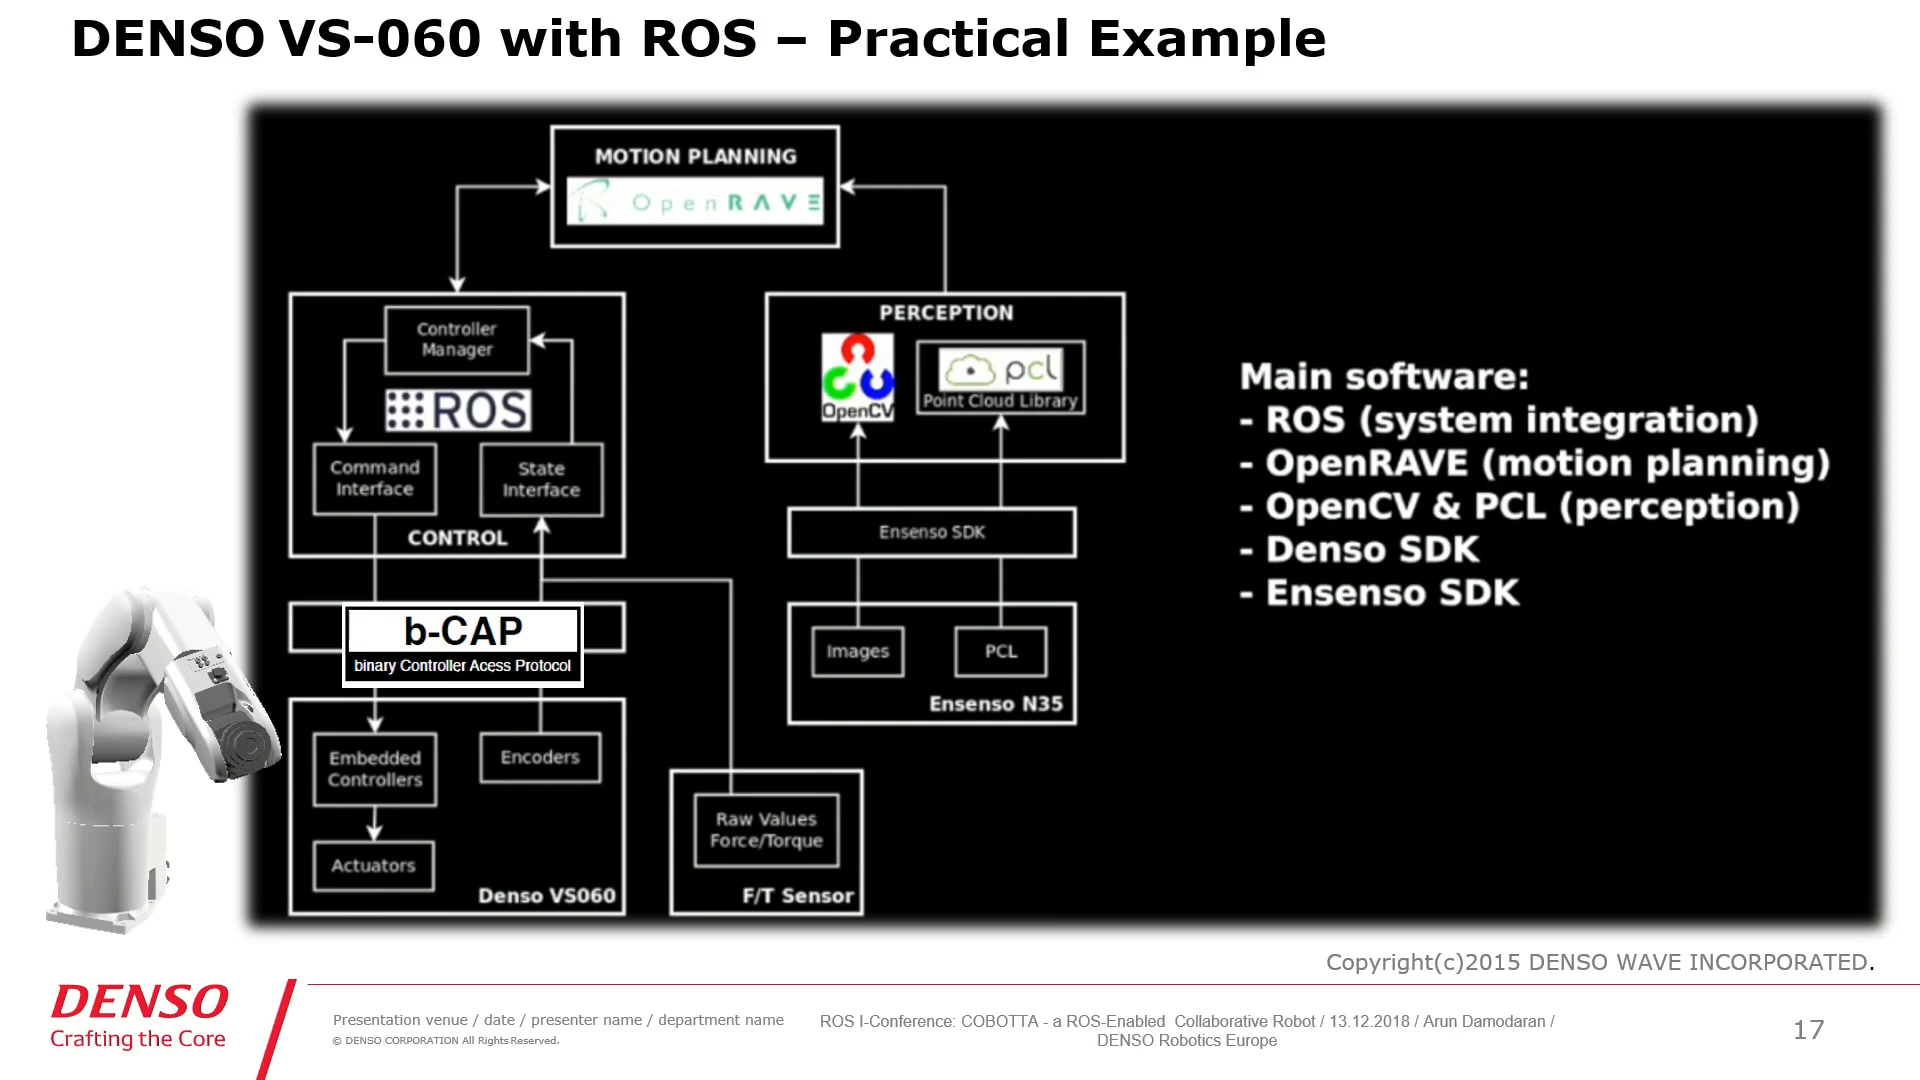 DENSO VS-060 with ROS – Practical Example
MOTION PLANNING
OpenRAVE
Controller
Manager
ROS
Command
Interface
State
Interface
CONTROL
PERCEPTION
OpenCV
pcl
Point Cloud Library
Ensenso SDK
Images
PCL
Ensenso N35
b-CAP
binary Controller Acess Protocol
Embedded
Controllers
Encoders
Actuators
Denso VS060
Raw Values
Force/Torque
F/T Sensor
Main software:
- ROS (system integration)
- OpenRAVE (motion planning)
- OpenCV & PCL (perception)
- Denso SDK
- Ensenso SDK
Copyright(c)2015 DENSO WAVE INCORPORATED.
DENSO
Crafting the Core
Presentation venue / date / presenter name / department name
© DENSO CORPORATION All Rights Reserved.
ROS I-Conference: COBOTTA - a ROS-Enabled Collaborative Robot / 13.12.2018 / Arun Damodaran /
DENSO Robotics Europe
17